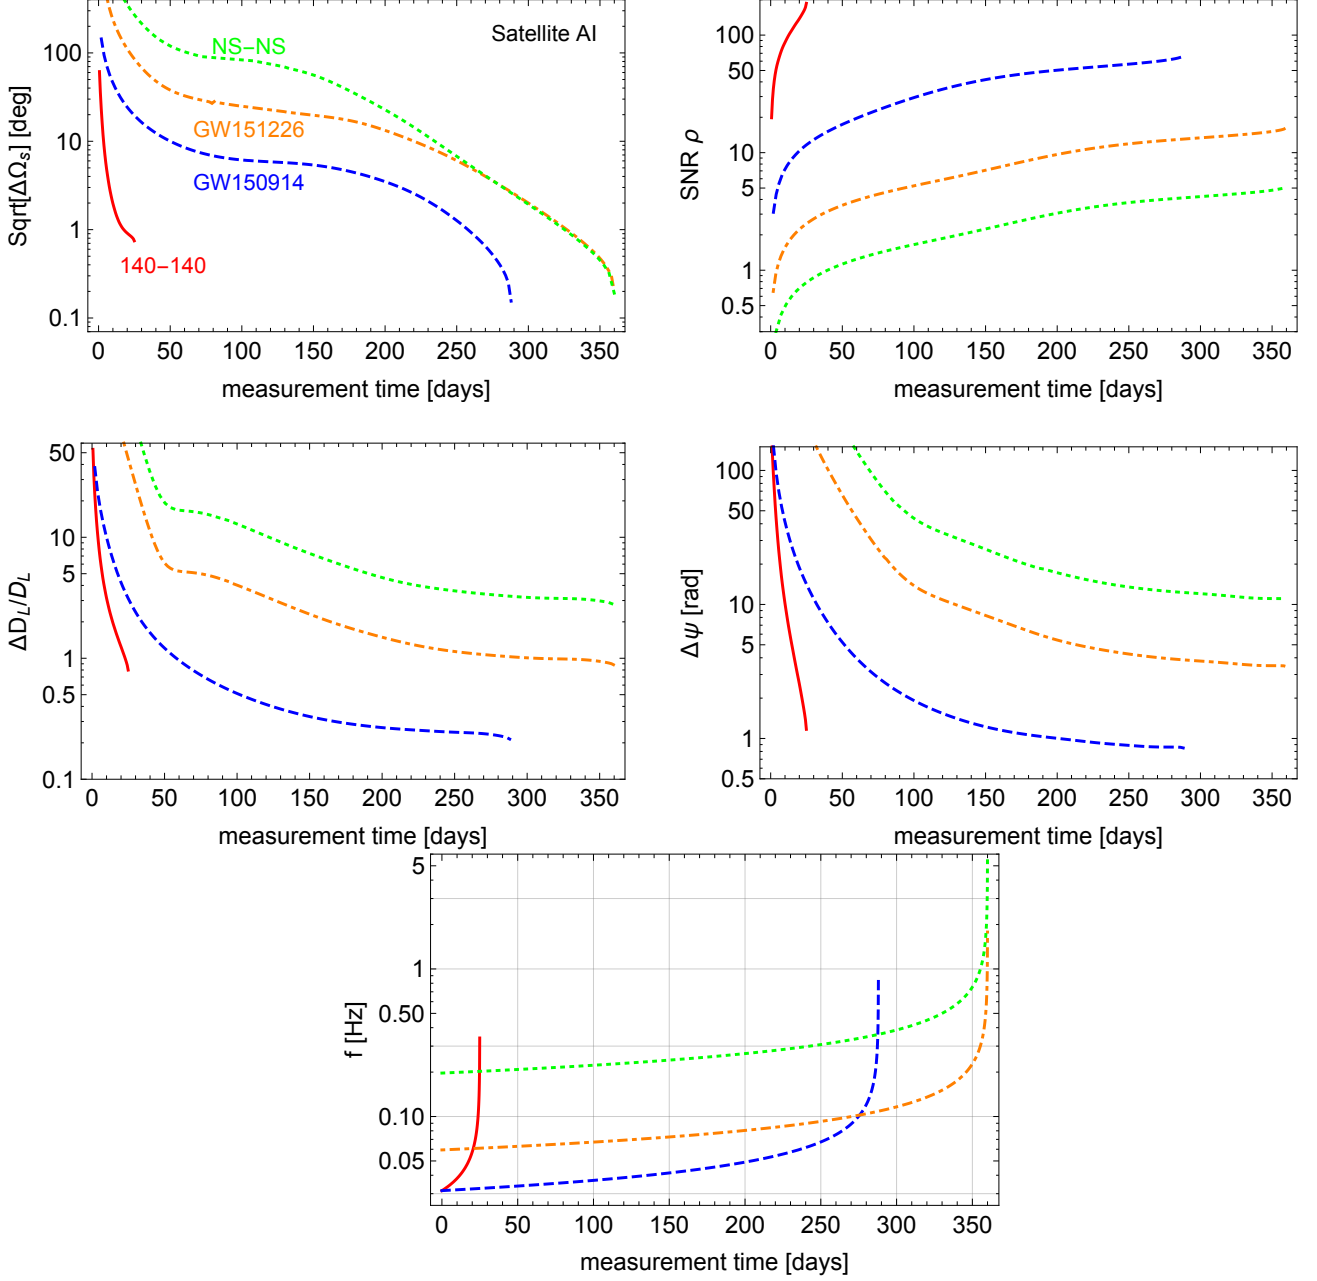 Satellite AI
NS-NS
GW151226
GW150914
140-140
Sqrt[ΔΩs] [deg]
100
10
1
0.1
0 50 100 150 200 250 300 350
measurement time [days]
SNR ρ
100
50
10
5
1
0.5
0 50 100 150 200 250 300 350
measurement time [days]
ΔDL/DL
50
10
5
1
0.5
0.1
0 50 100 150 200 250 300 350
measurement time [days]
Δψ [rad]
100
50
10
5
1
0.5
0 50 100 150 200 250 300 350
measurement time [days]
f [Hz]
5
1
0.50
0.10
0.05
0 50 100 150 200 250 300 350
measurement time [days]